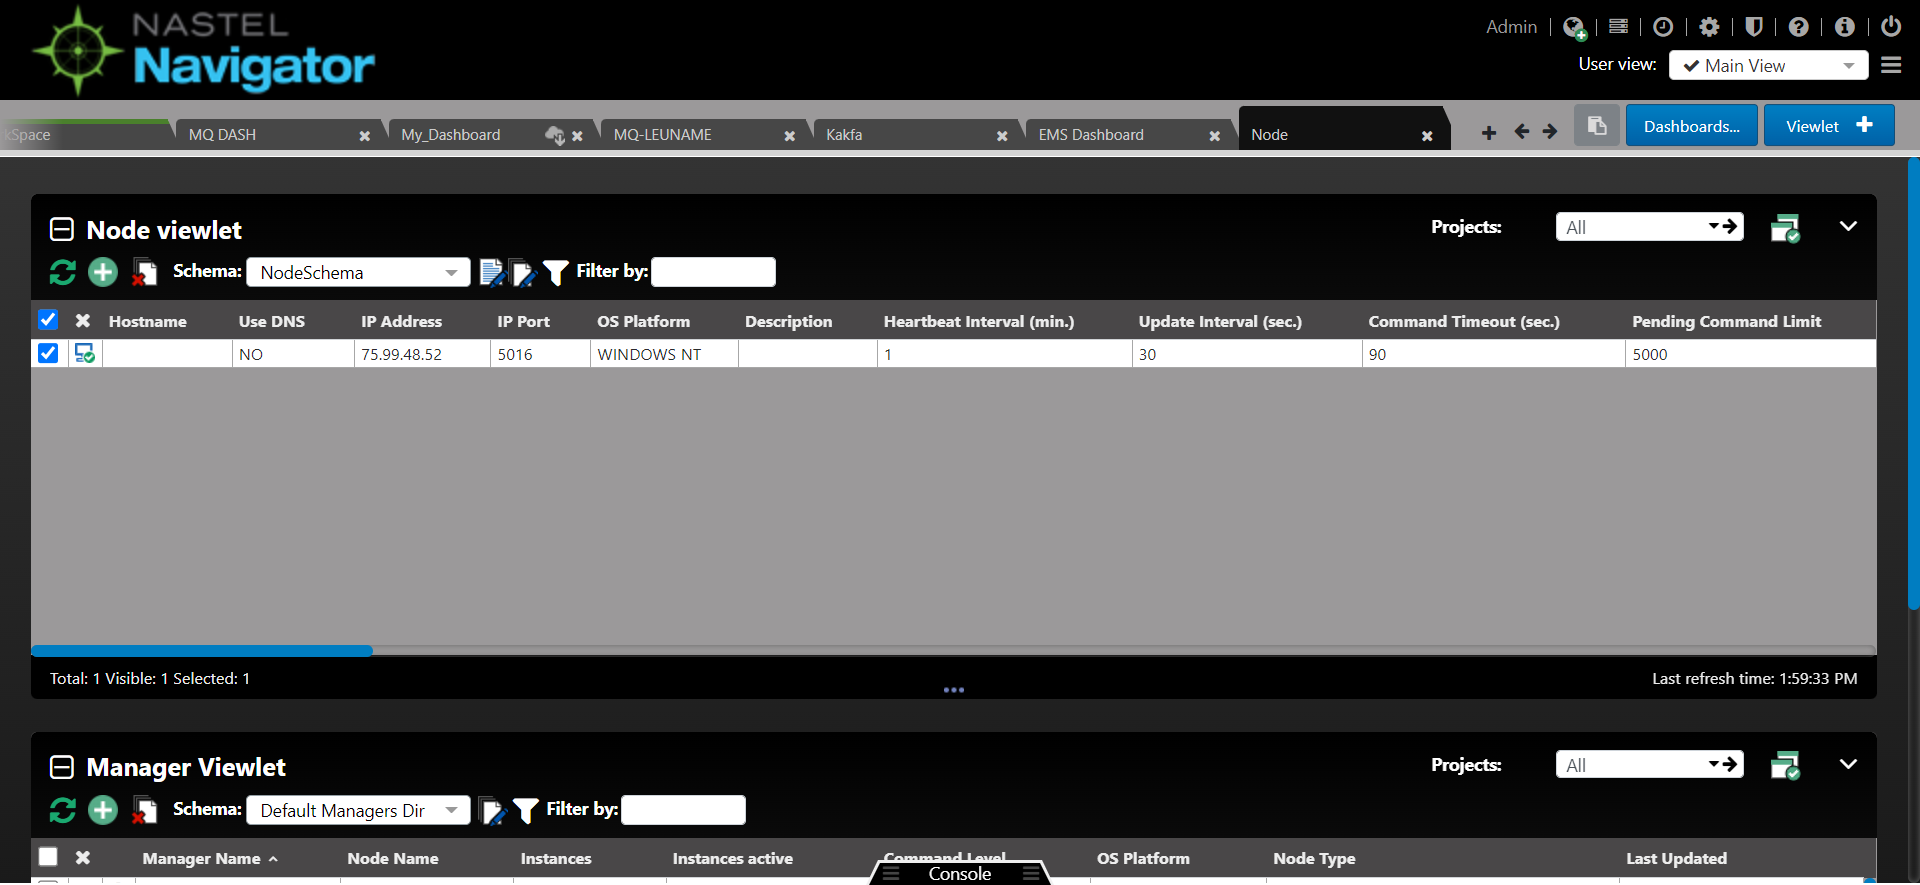 NASTEL
Navigator
Admin
User view: Main View
kSpace MQ DASH My_Dashboard MQ-LEUNAME Kakfa EMS Dashboard Node Dashboards... Viewlet
Node viewlet Projects: All
Schema: NodeSchema Filter by:
Hostname Use DNS IP Address IP Port OS Platform Description Heartbeat Interval (min.) Update Interval (sec.) Command Timeout (sec.) Pending Command Limit
NO 75.99.48.52 5016 WINDOWS NT 1 30 90 5000
Total: 1 Visible: 1 Selected: 1 Last refresh time: 1:59:33 PM
Manager Viewlet Projects: All
Schema: Default Managers Dir Filter by:
Manager Name Node Name Instances Instances active Command Level OS Platform Node Type Last Updated
Console